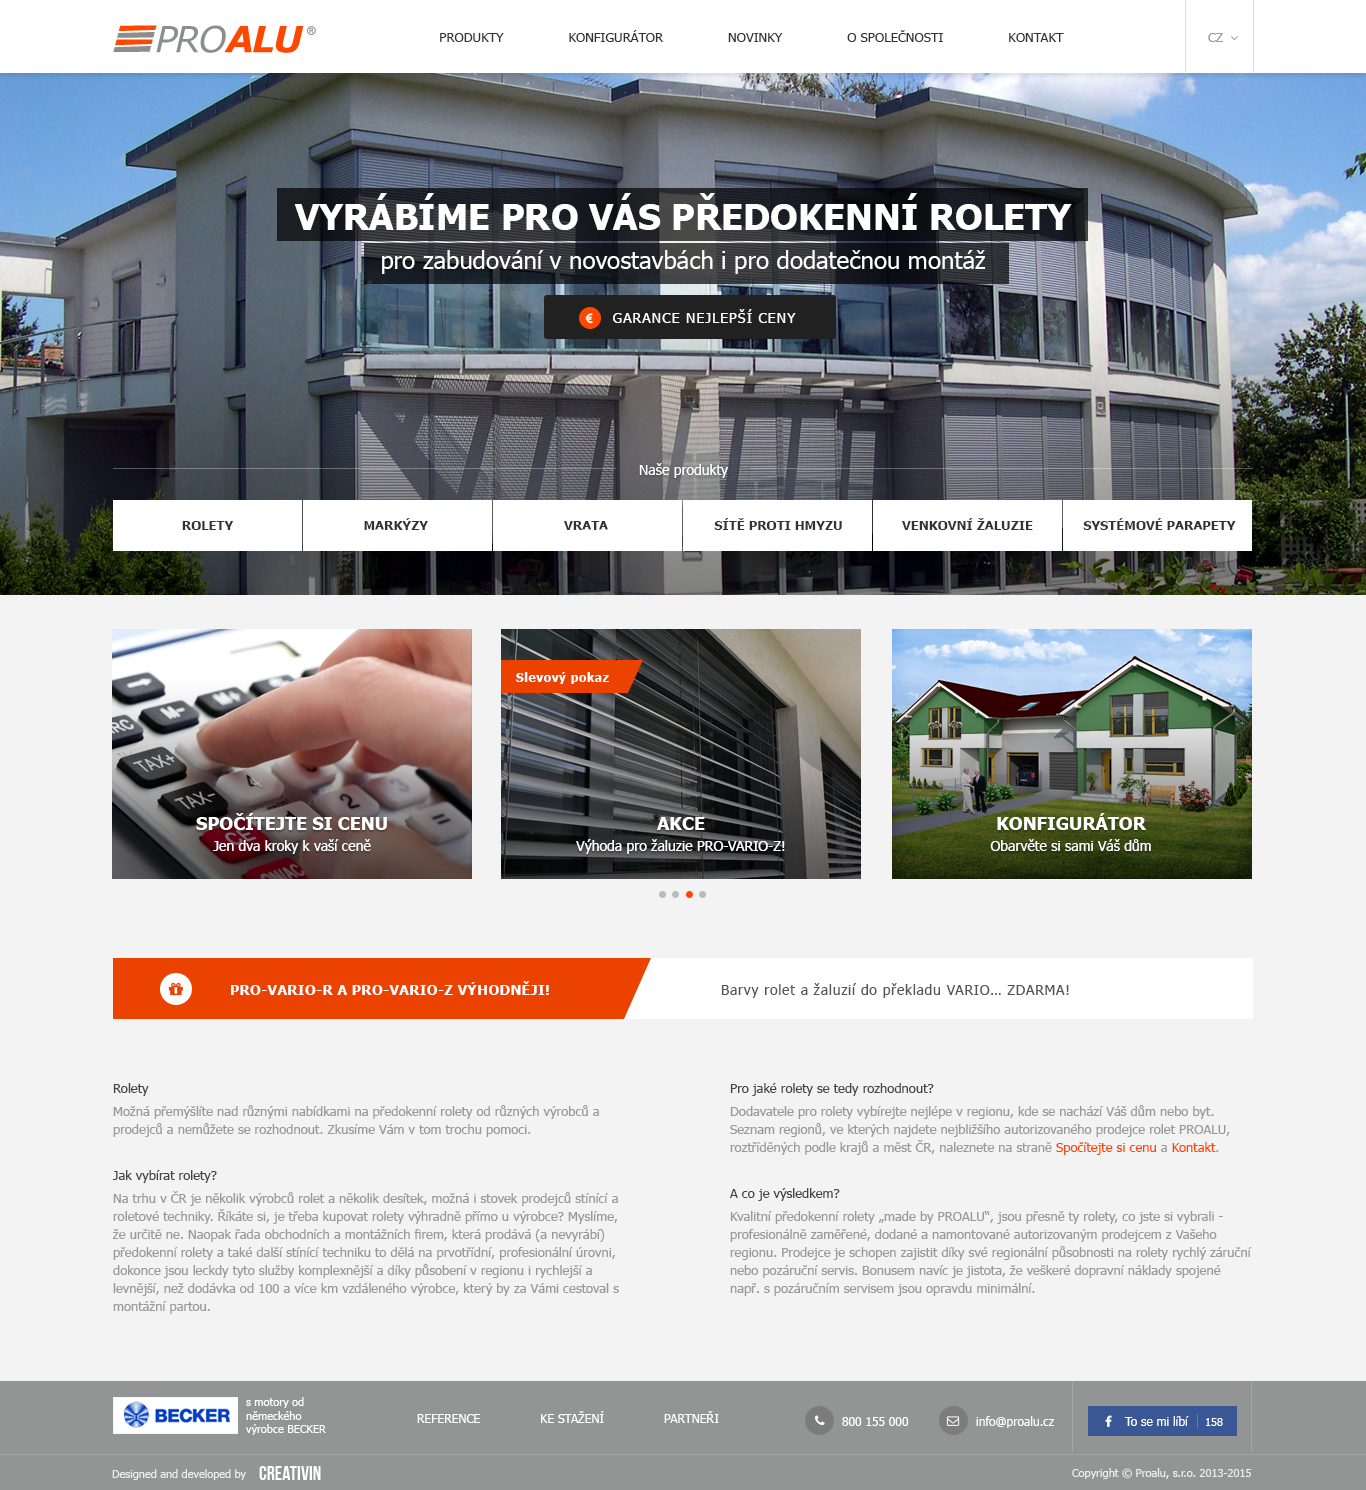 PROALU®
PRODUKTY KONFIGURÁTOR NOVINKY O SPOLEČNOSTI KONTAKT CZ
VYRÁBÍME PRO VÁS PŘEDOKENNÍ ROLETY
pro zabudování v novostavbách i pro dodatečnou montáž
€ GARANCE NEJLEPŠÍ CENY
Naše produkty
ROLETY MARKÝZY VRATA SÍTĚ PROTI HMYZU VENKOVNÍ ŽALUZIE SYSTÉMOVÉ PARAPETY
SPOČÍTEJTE SI CENU
Jen dva kroky k vaší ceně
Slevový pokaz
AKCE
Výhoda pro žaluzie PRO-VARIO-Z!
KONFIGURÁTOR
Obarvěte si sami Váš dům
PRO-VARIO-R A PRO-VARIO-Z VÝHODNĚJI!
Barvy rolet a žaluzií do překladu VARIO... ZDARMA!
Rolety
Možná přemýšlíte nad různými nabídkami na předokenní rolety od různých výrobců a
prodejců a nemůžete se rozhodnout. Zkusíme Vám v tom trochu pomoci.
Jak vybírat rolety?
Na trhu v ČR je několik výrobců rolet a několik desítek, možná i stovek prodejců stínící a
roletové techniky. Říkáte si, je třeba kupovat rolety výhradně přímo u výrobce? Myslíme,
že určitě ne. Naopak řada obchodních a montážních firem, která prodává (a nevyrábí)
předokenní rolety a také další stínící techniku to dělá na prvotřídní, profesionální úrovni,
dokonce jsou leckdy tyto služby komplexnější a díky působení v regionu i rychlejší a
levnější, než dodávka od 100 a více km vzdáleného výrobce, který by za Vámi cestoval s
montážní partou.
Pro jaké rolety se tedy rozhodnout?
Dodavatele pro rolety vybírejte nejlépe v regionu, kde se nachází Váš dům nebo byt.
Seznam regionů, ve kterých najdete nejbližšího autorizovaného prodejce rolet PROALU,
roztříděných podle krajů a měst ČR, naleznete na straně Spočítejte si cenu a Kontakt.
A co je výsledkem?
Kvalitní předokenní rolety „made by PROALU“, jsou přesně ty rolety, co jste si vybrali -
profesionálně zaměřené, dodané a namontované autorizovaným prodejcem z Vašeho
regionu. Prodejce je schopen zajistit díky své regionální působnosti na rolety rychlý záruční
nebo pozáruční servis. Bonusem navíc je jistota, že veškeré dopravní náklady spojené
např. s pozáručním servisem jsou opravdu minimální.
BECKER
s motory od
německého
výrobce BECKER
REFERENCE KE STAŽENÍ PARTNEŘI
800 155 000
info@proalu.cz
f To se mi líbí 158
Designed and developed by CREATIVIN
Copyright © Proalu, s.r.o. 2013-2015